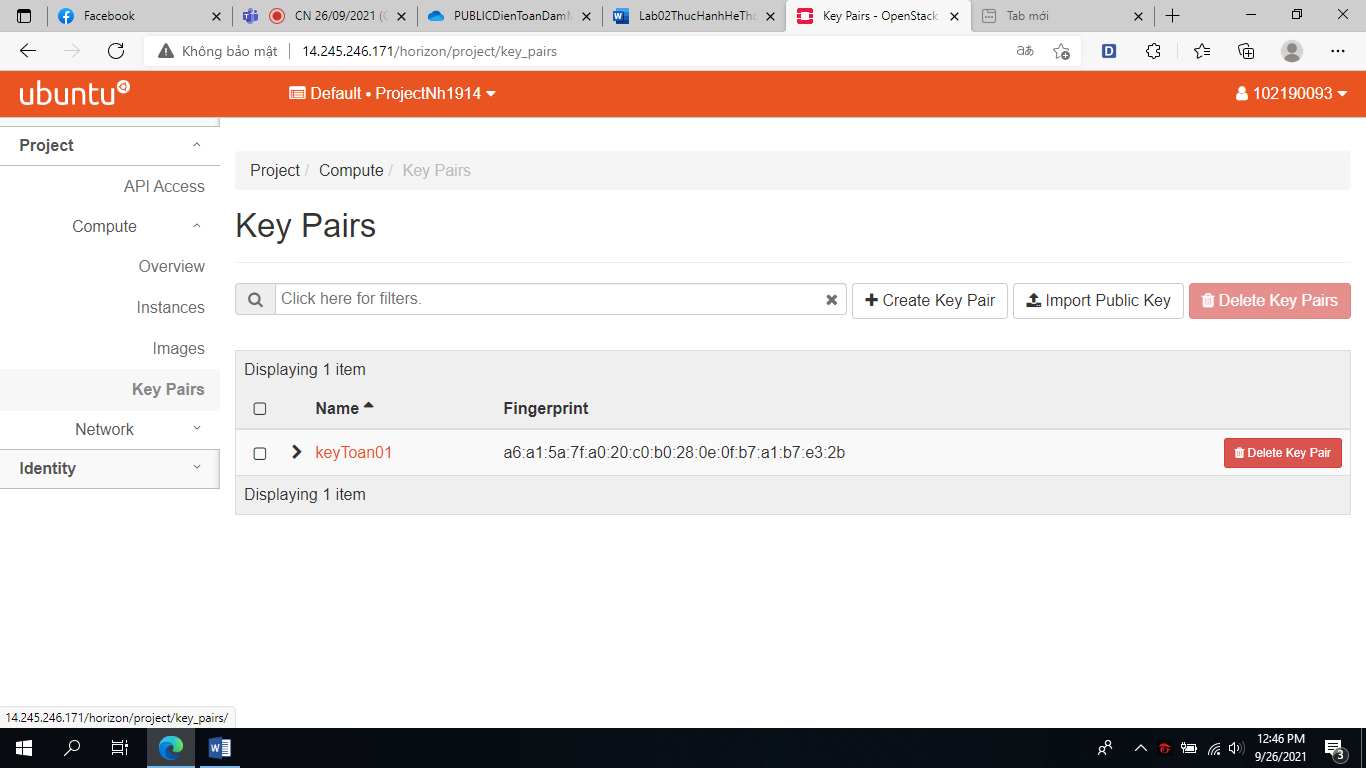 Facebook
CN 26/09/2021 (
PUBLICDienToanDam
Lab02ThucHanhHeTh
Key Pairs - OpenStack
Tab mới
Không bảo mật
14.245.246.171/horizon/project/key_pairs
ubuntu
Default • ProjectNh1914
102190093
Project
API Access
Compute
Overview
Instances
Images
Key Pairs
Network
Identity
Project / Compute / Key Pairs
Key Pairs
Click here for filters.
Create Key Pair
Import Public Key
Delete Key Pairs
Displaying 1 item
Name Fingerprint
keyToan01 a6:a1:5a:7f:a0:20:c0:b0:28:0e:0f:b7:a1:b7:e3:2b Delete Key Pair
Displaying 1 item
14.245.246.171/horizon/project/key_pairs/
12:46 PM
9/26/2021
3